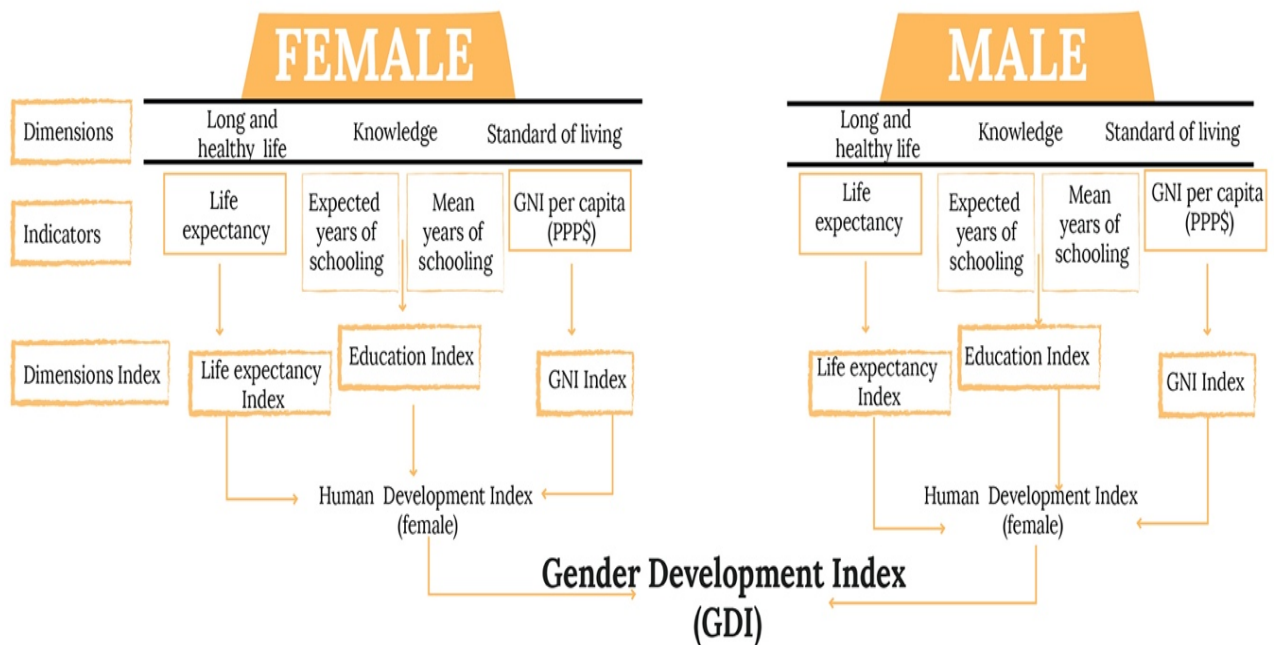 FEMALE
MALE
Dimensions
Long and
healthy life
Knowledge
Standard of living
Long and
healthy life
Knowledge
Standard of living
Indicators
Life
expectancy
Expected
years of
schooling
Mean
years of
schooling
GNI per capita
(PPP$)
Life
expectancy
Expected
years of
schooling
Mean
years of
schooling
GNI per capita
(PPP$)
Dimensions Index
Life expectancy
Index
Education Index
GNI Index
Life expectancy
Index
Education Index
GNI Index
Human Development Index
(female)
Human Development Index
(female)
Gender Development Index
(GDI)